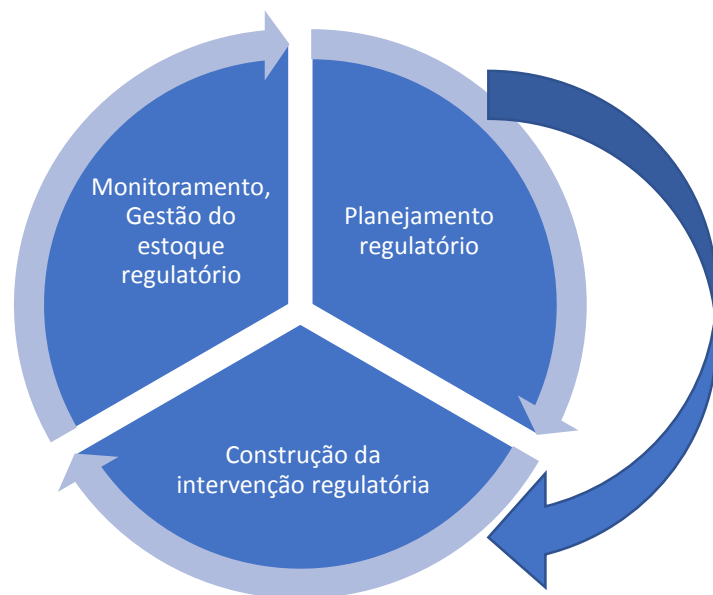 Monitoramento,
Gestão do
estoque
regulatório
Planejamento
regulatório
Construção da
intervenção regulatória